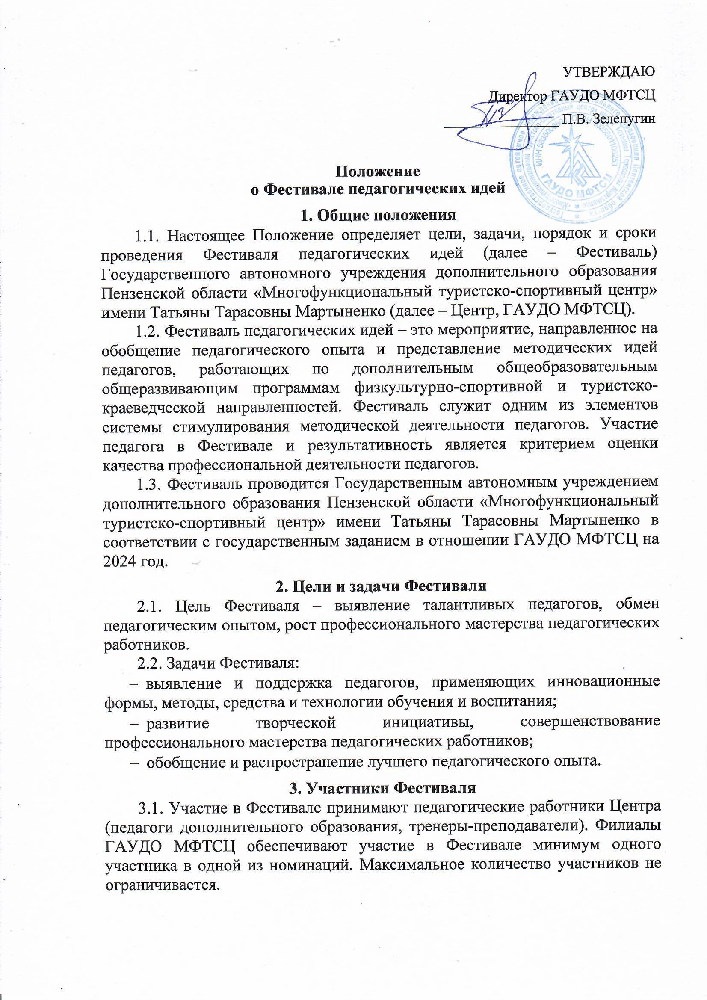 УТВЕРЖДАЮ
Директор ГАУДО МФТСЦ
П.В. Зелепугин
ГАУДО МФТСЦ
Положение
о Фестивале педагогических идей
1. Общие положения
1.1. Настоящее Положение определяет цели, задачи, порядок и сроки
проведения Фестиваля педагогических идей (далее – Фестиваль)
Государственного автономного учреждения дополнительного образования
Пензенской области «Многофункциональный туристско-спортивный центр»
имени Татьяны Тарасовны Мартыненко (далее – Центр, ГАУДО МФТСЦ).
1.2. Фестиваль педагогических идей – это мероприятие, направленное на
обобщение педагогического опыта и представление методических идей
педагогов, работающих по дополнительным общеобразовательным
общеразвивающим программам физкультурно-спортивной и туристско-
краеведческой направленностей. Фестиваль служит одним из элементов
системы стимулирования методической деятельности педагогов. Участие
педагога в Фестивале и результативность является критерием оценки
качества профессиональной деятельности педагогов.
1.3. Фестиваль проводится Государственным автономным учреждением
дополнительного образования Пензенской области «Многофункциональный
туристско-спортивный центр» имени Татьяны Тарасовны Мартыненко в
соответствии с государственным заданием в отношении ГАУДО МФТСЦ на
2024 год.
2. Цели и задачи Фестиваля
2.1. Цель Фестиваля – выявление талантливых педагогов, обмен
педагогическим опытом, рост профессионального мастерства педагогических
работников.
2.2. Задачи Фестиваля:
– выявление и поддержка педагогов, применяющих инновационные
формы, методы, средства и технологии обучения и воспитания;
– развитие творческой инициативы, совершенствование
профессионального мастерства педагогических работников;
– обобщение и распространение лучшего педагогического опыта.
3. Участники Фестиваля
3.1. Участие в Фестивале принимают педагогические работники Центра
(педагоги дополнительного образования, тренеры-преподаватели). Филиалы
ГАУДО МФТСЦ обеспечивают участие в Фестивале минимум одного
участника в одной из номинаций. Максимальное количество участников не
ограничивается.